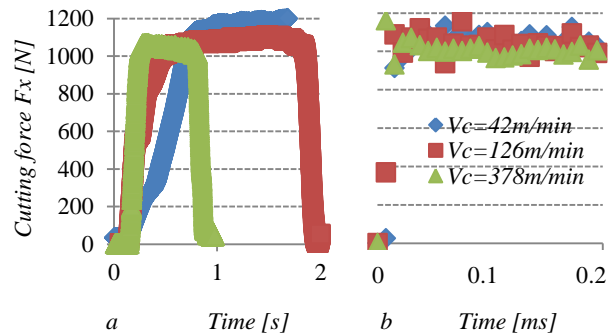 Cutting force Fx [N]
1200
1000
800
600
400
200
0
Vc=42m/min
Vc=126m/min
Vc=378m/min
0 1 2 0 0.1 0.2
a Time [s] b Time [ms]